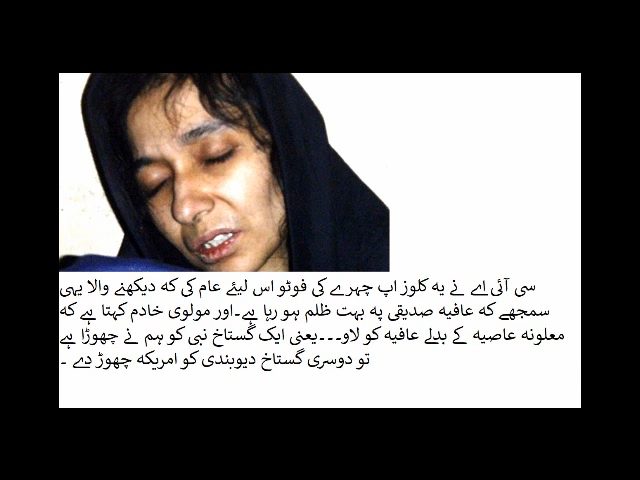 سی آئی اے نے یہ کلوز اپ چہرے کی فوٹو اس لیئے عام کی کہ دیکھنے والا یہی
سمجھے کہ عافیہ صدیقی پہ بہت ظلم ہو رہا ہے۔اور مولوی خادم کہتا ہے کہ
معلونہ عاصیہ کے بدلے عافیہ کو لاو۔۔۔یعنی ایک گستاخ نبی کو ہم نے چھوڑا ہے
تو دوسری گستاخ دیوبندی کو امریکہ چھوڑ دے ۔